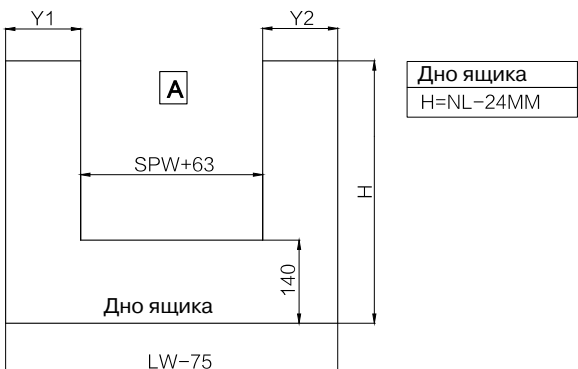 Y1
Y2
A
Дно ящика
H=NL-24MM
SPW+63
H
140
Дно ящика
LW-75